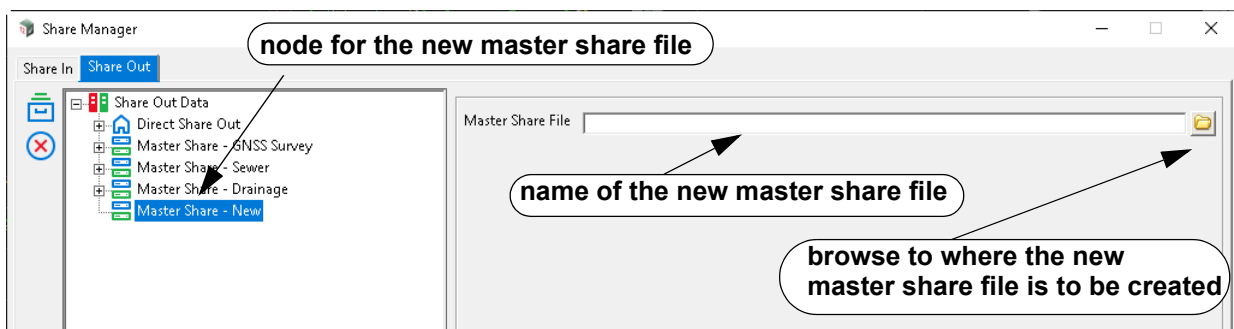 Share Manager
node for the new master share file
Share In
Share Out
Share Out Data
Direct Share Out
Master Share - GNSS Survey
Master Share - Sewer
Master Share - Drainage
Master Share - New
Master Share File
name of the new master share file
browse to where the new
master share file is to be created